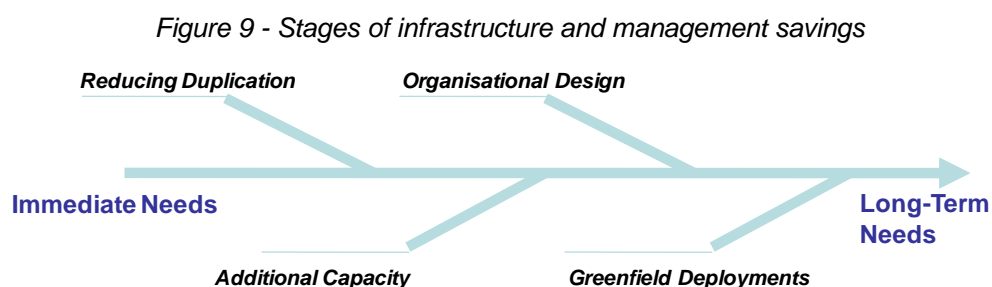 Figure 9 - Stages of infrastructure and management savings
Reducing Duplication
Organisational Design
Immediate Needs
Long-Term
Needs
Additional Capacity
Greenfield Deployments